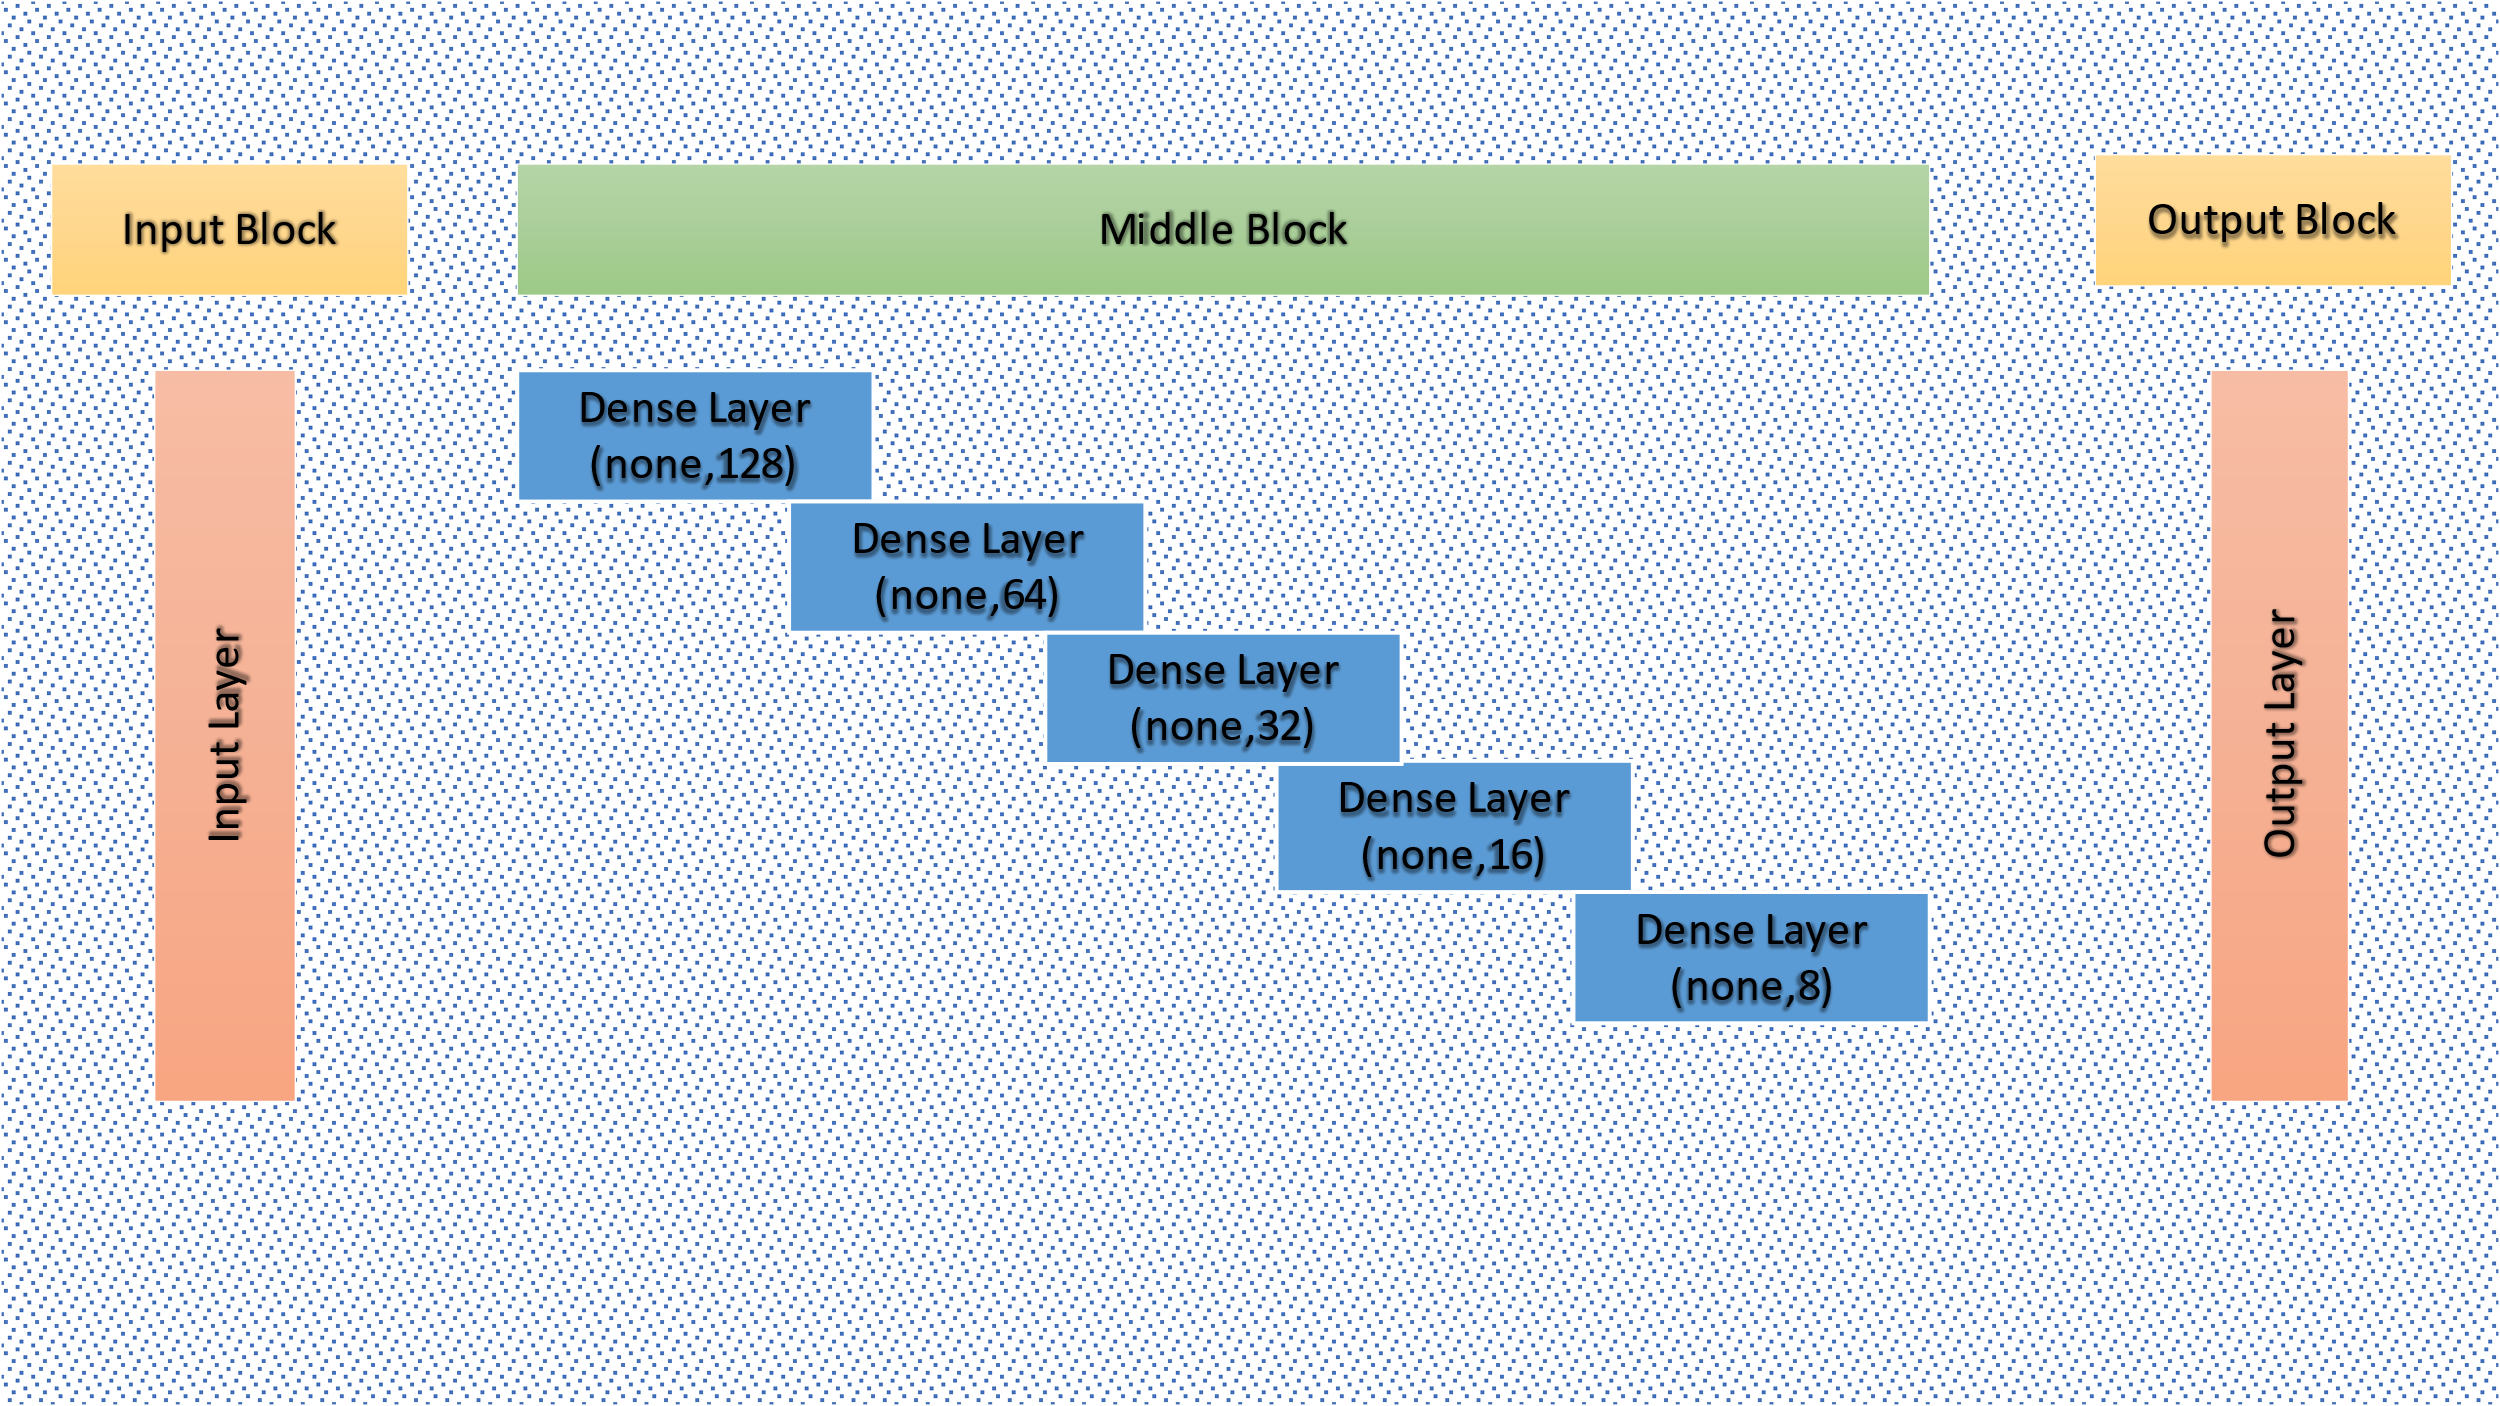 Input Block
Middle Block
Output Block
Input Layer
Dense Layer
(none,128)
Dense Layer
(none,64)
Dense Layer
(none,32)
Dense Layer
(none,16)
Dense Layer
(none,8)
Output Layer